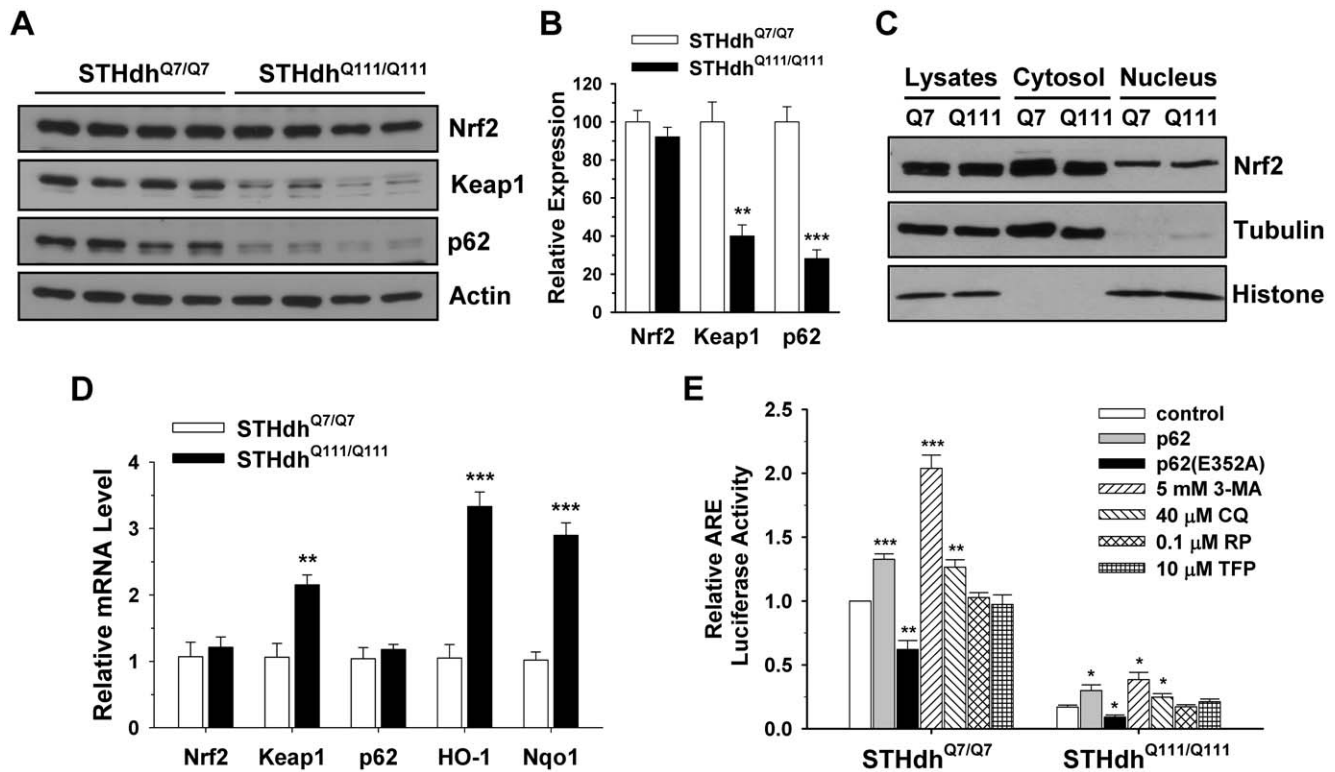 A
STHdh^Q7/Q7 STHdh^Q111/Q111
Nrf2
Keap1
p62
Actin
B
STHdh^Q7/Q7
STHdh^Q111/Q111
Relative Expression
120
100
80
60
40
20
0
**
***
Nrf2 Keap1 p62
C
Lysates Cytosol Nucleus
Q7 Q111 Q7 Q111 Q7 Q111
Nrf2
Tubulin
Histone
D
STHdh^Q7/Q7
STHdh^Q111/Q111
Relative mRNA Level
4
3
2
1
0
**
***
***
Nrf2 Keap1 p62 HO-1 Nqo1
E
Relative ARE
Luciferase Activity
2.5
2.0
1.5
1.0
0.5
0.0
***
**
***
**
*
*
*
*
control
p62
p62(E352A)
5 mM 3-MA
40 μM CQ
0.1 μM RP
10 μM TFP
STHdh^Q7/Q7 STHdh^Q111/Q111